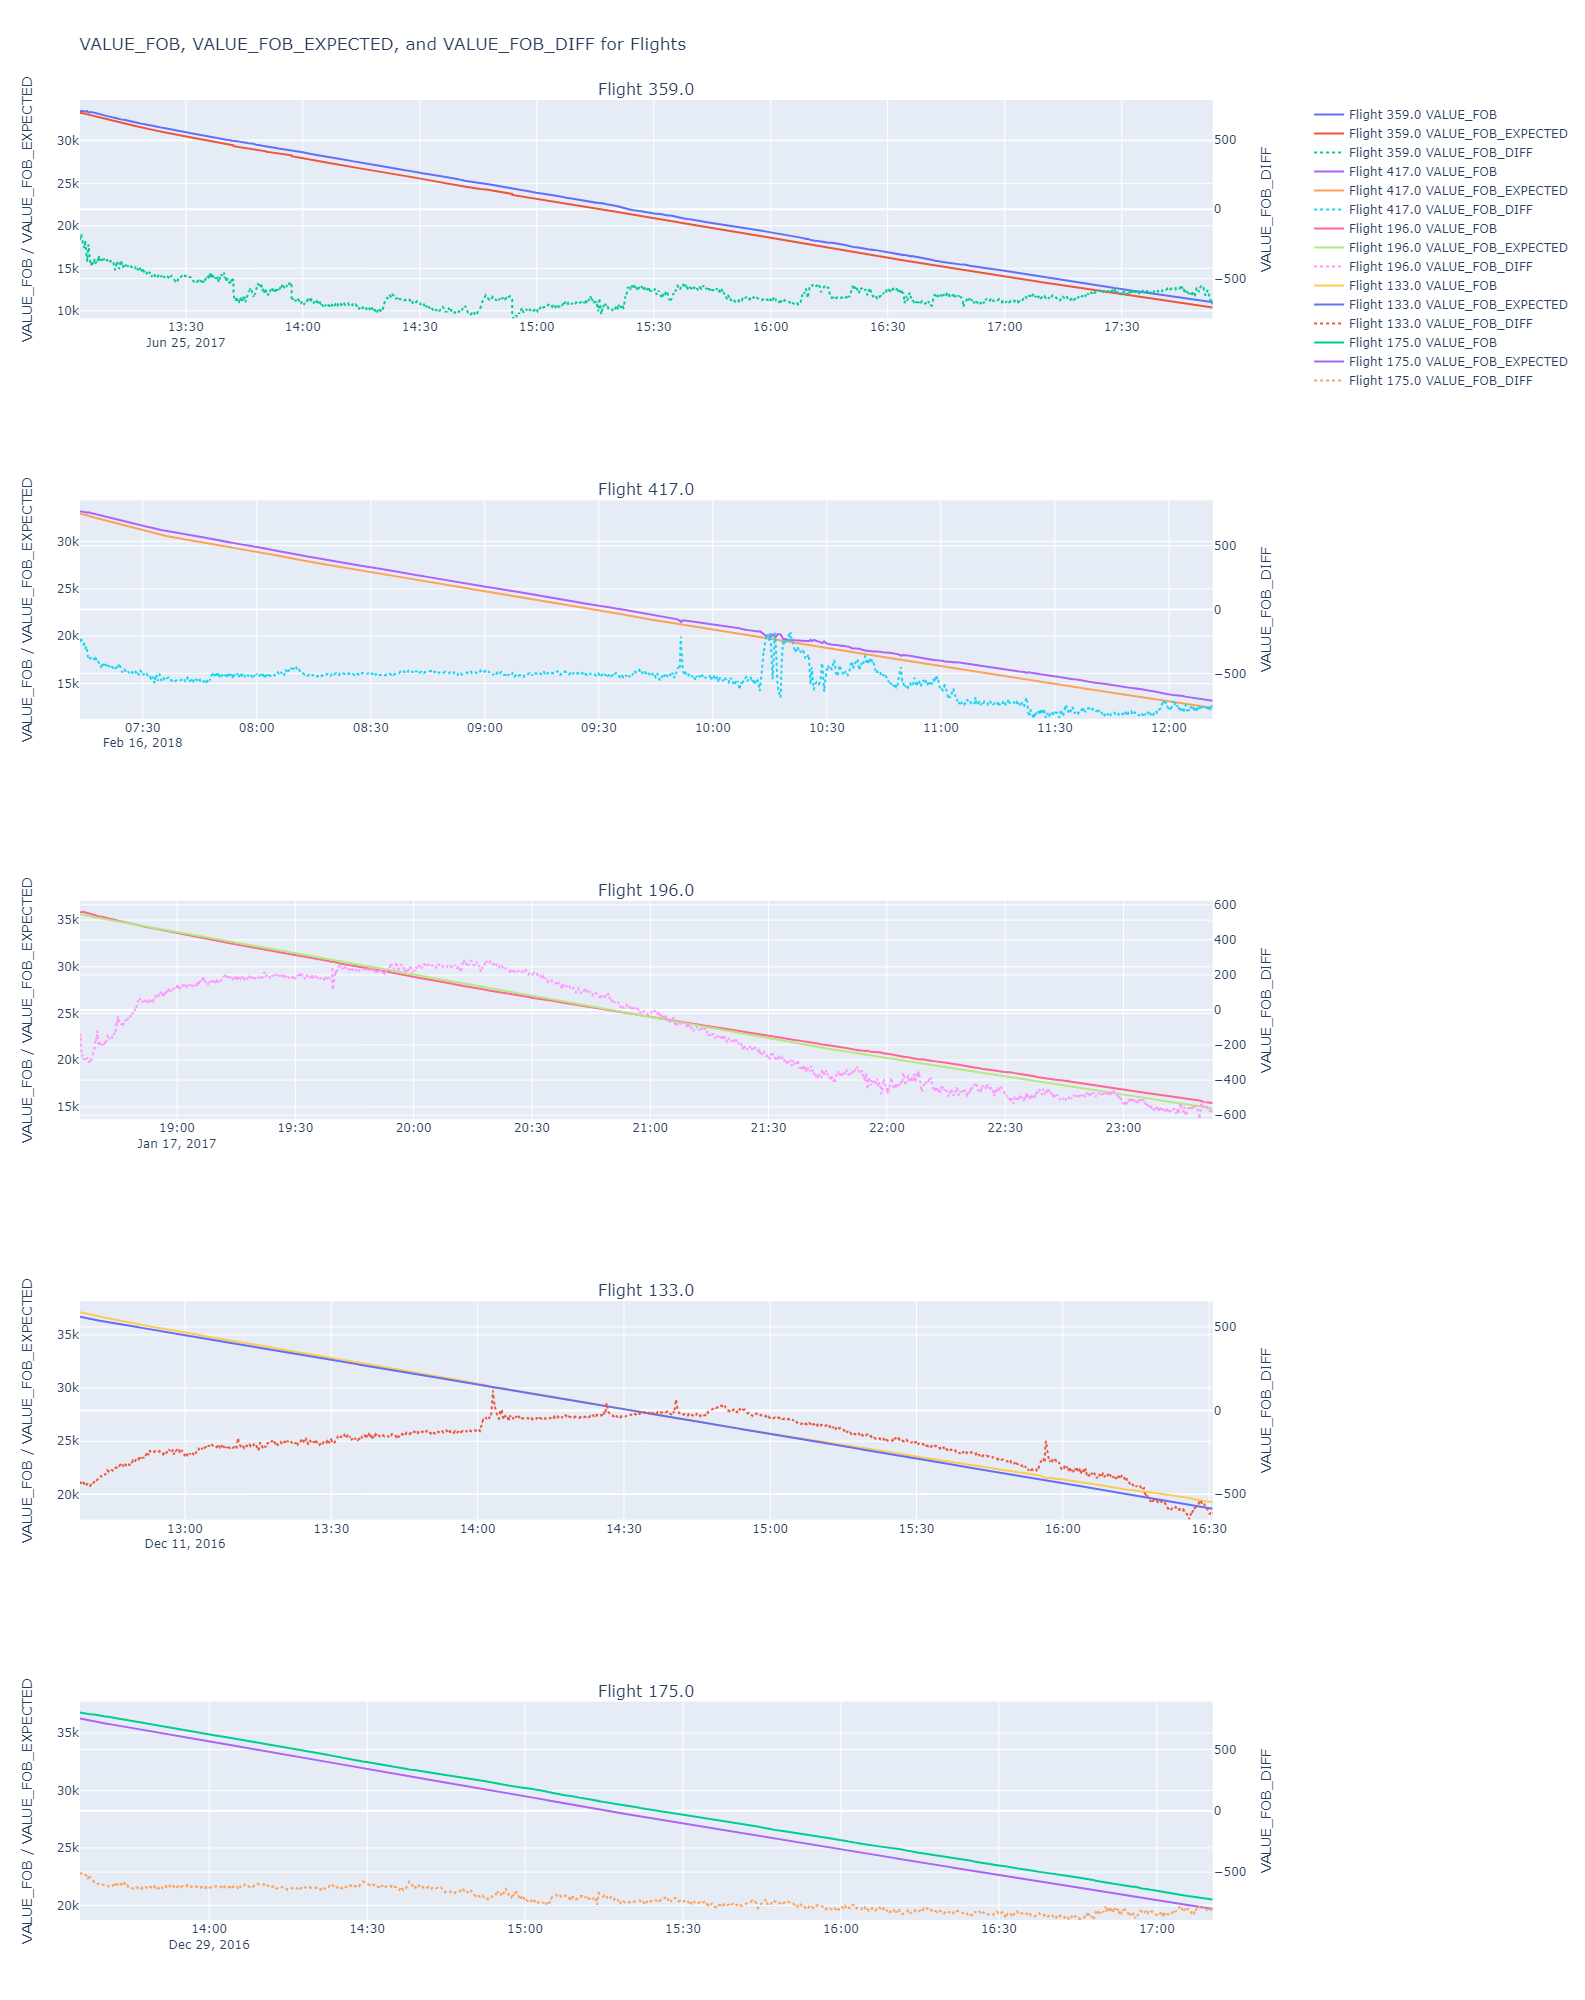 VALUE_FOB, VALUE_FOB_EXPECTED, and VALUE_FOB_DIFF for Flights
Flight 359.0
VALUE_FOB / VALUE_FOB_EXPECTED
30k
25k
20k
15k
10k
500
0
−500
VALUE_FOB_DIFF
13:30 14:00 14:30 15:00 15:30 16:00 16:30 17:00 17:30
Jun 25, 2017
Flight 359.0 VALUE_FOB
Flight 359.0 VALUE_FOB_EXPECTED
Flight 359.0 VALUE_FOB_DIFF
Flight 417.0 VALUE_FOB
Flight 417.0 VALUE_FOB_EXPECTED
Flight 417.0 VALUE_FOB_DIFF
Flight 196.0 VALUE_FOB
Flight 196.0 VALUE_FOB_EXPECTED
Flight 196.0 VALUE_FOB_DIFF
Flight 133.0 VALUE_FOB
Flight 133.0 VALUE_FOB_EXPECTED
Flight 133.0 VALUE_FOB_DIFF
Flight 175.0 VALUE_FOB
Flight 175.0 VALUE_FOB_EXPECTED
Flight 175.0 VALUE_FOB_DIFF
Flight 417.0
VALUE_FOB / VALUE_FOB_EXPECTED
30k
25k
20k
15k
500
0
−500
VALUE_FOB_DIFF
07:30 08:00 08:30 09:00 09:30 10:00 10:30 11:00 11:30 12:00
Feb 16, 2018
Flight 196.0
VALUE_FOB / VALUE_FOB_EXPECTED
35k
30k
25k
20k
15k
600
400
200
0
−200
−400
−600
VALUE_FOB_DIFF
19:00 19:30 20:00 20:30 21:00 21:30 22:00 22:30 23:00
Jan 17, 2017
Flight 133.0
VALUE_FOB / VALUE_FOB_EXPECTED
35k
30k
25k
20k
500
0
−500
VALUE_FOB_DIFF
13:00 13:30 14:00 14:30 15:00 15:30 16:00 16:30
Dec 11, 2016
Flight 175.0
VALUE_FOB / VALUE_FOB_EXPECTED
35k
30k
25k
20k
500
0
−500
VALUE_FOB_DIFF
14:00 14:30 15:00 15:30 16:00 16:30 17:00
Dec 29, 2016